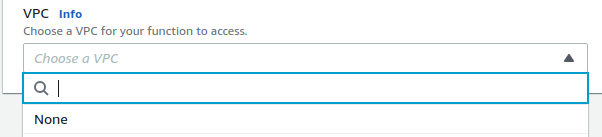 VPC Info
Choose a VPC for your function to access.
Choose a VPC
None